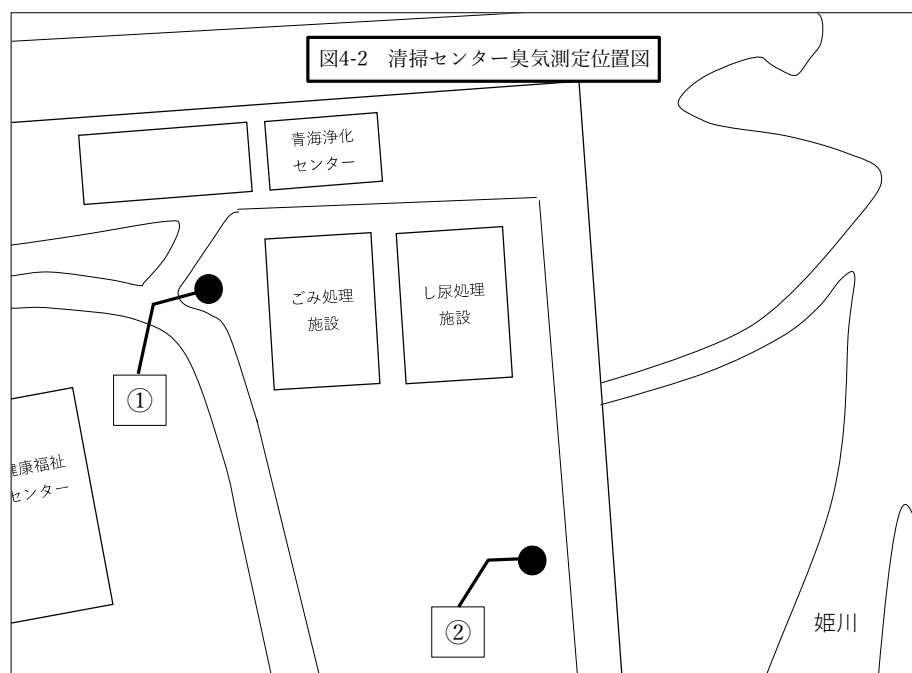 図4-2　清掃センター臭気測定位置図
青海浄化
センター
ごみ処理
施設
し尿処理
施設
①
健康福祉
センター
②
姫川